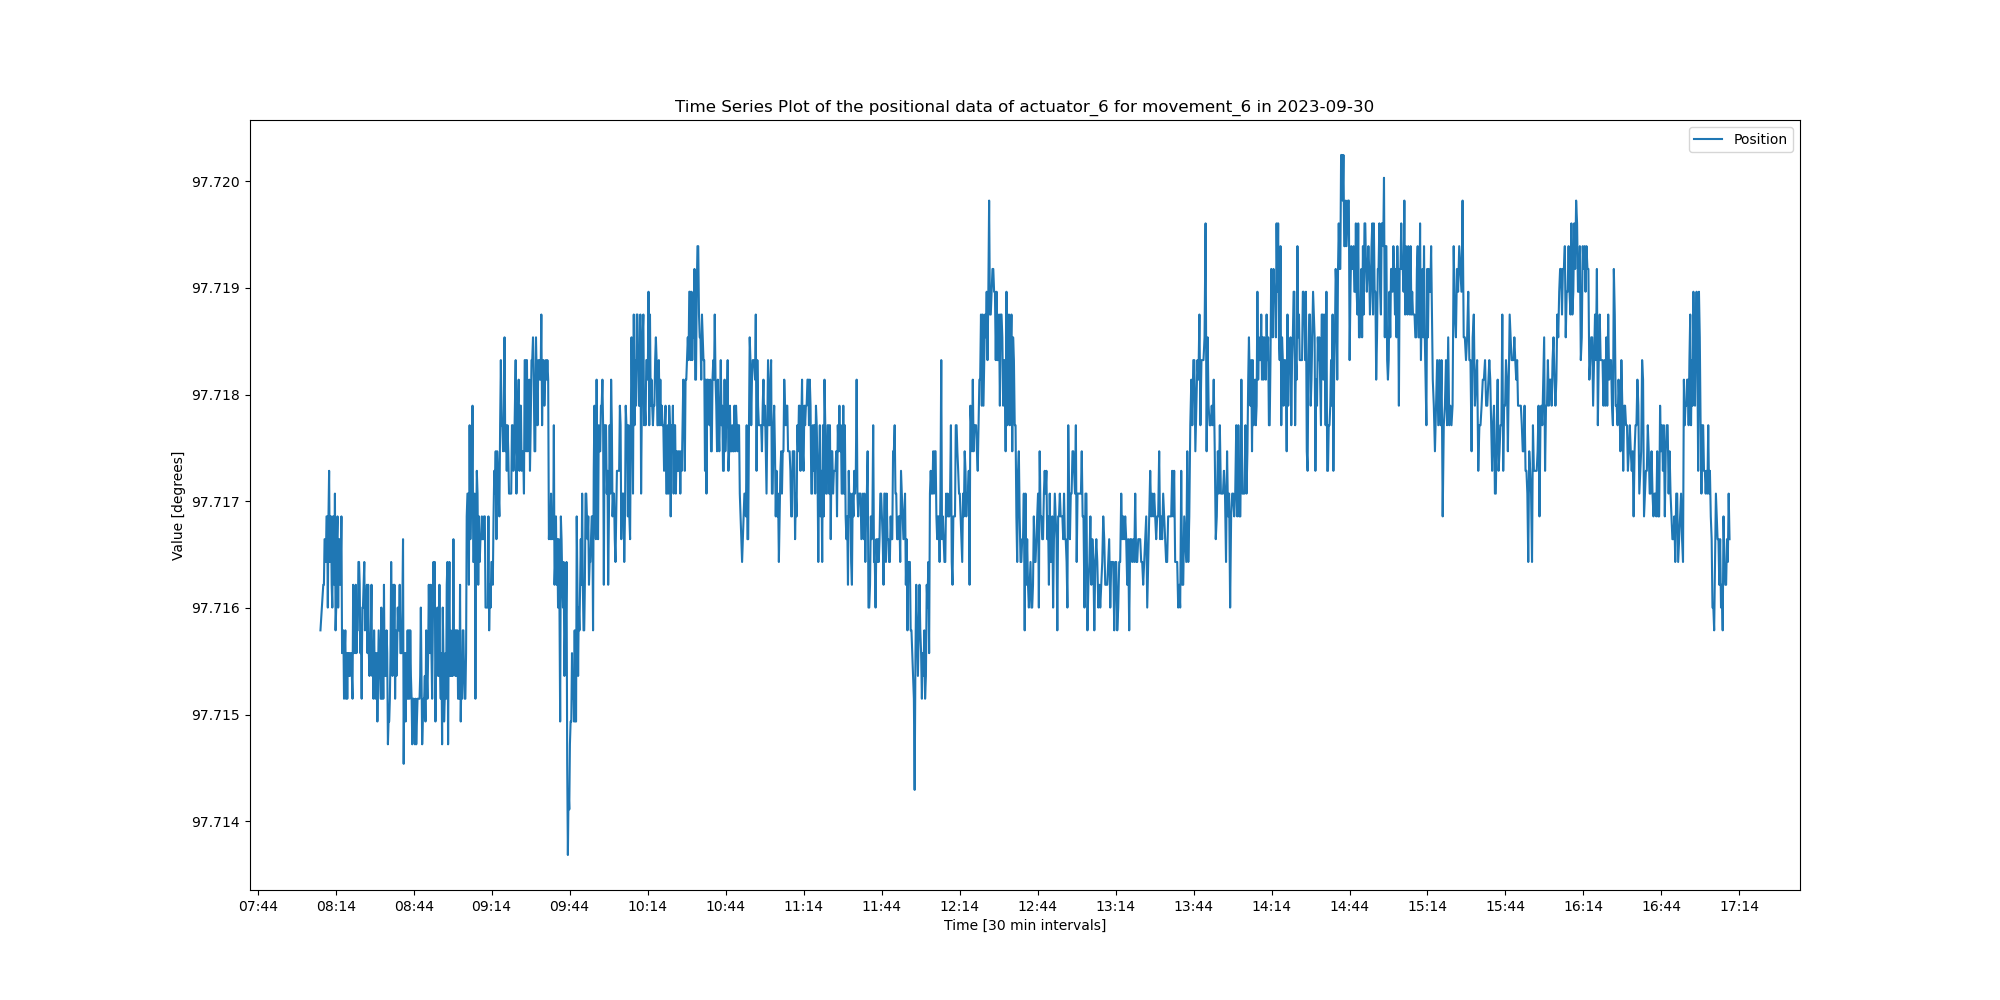 Time Series Plot of the positional data of actuator_6 for movement_6 in 2023-09-30
Position
97.720
97.719
97.718
97.717
97.716
97.715
97.714
Value [degrees]
07:44 08:14 08:44 09:14 09:44 10:14 10:44 11:14 11:44 12:14 12:44 13:14 13:44 14:14 14:44 15:14 15:44 16:14 16:44 17:14
Time [30 min intervals]